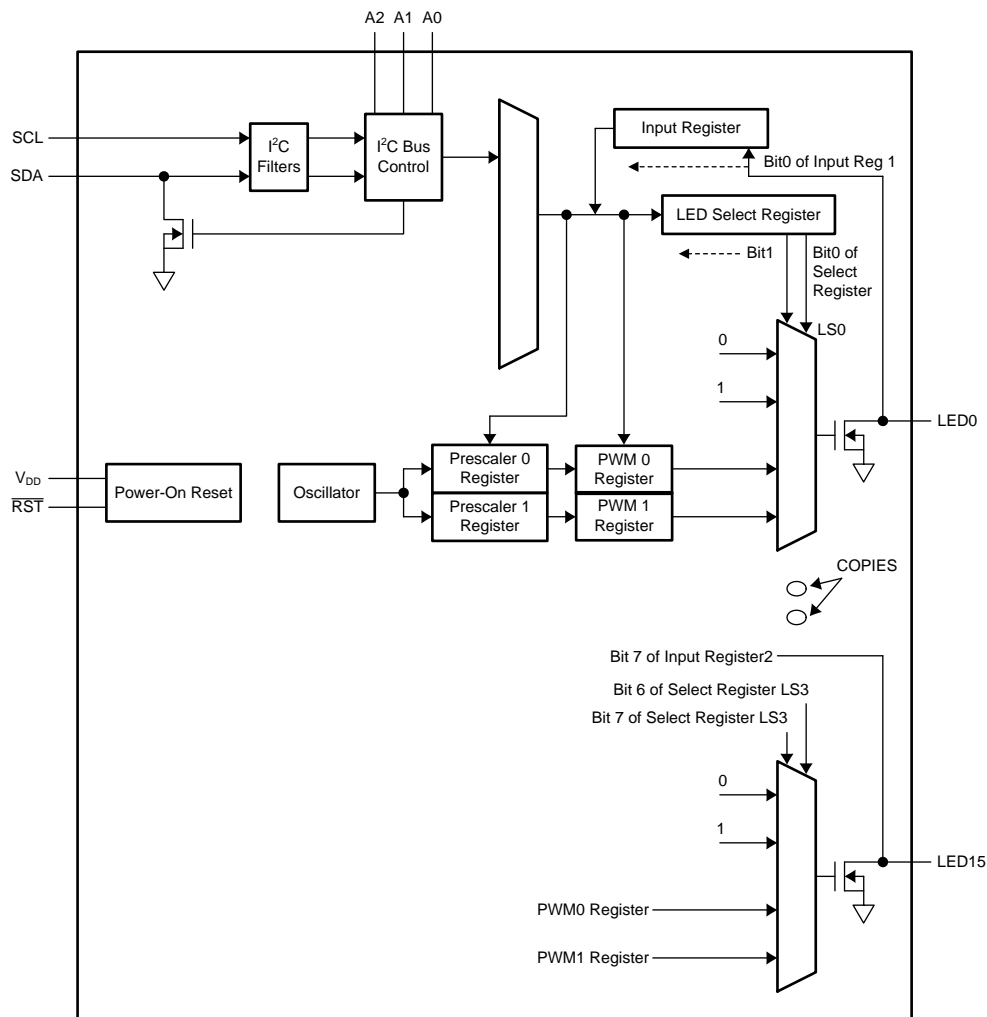 A2 A1 A0
SCL
SDA
I²C
Filters
I²C Bus
Control
Input Register
Bit0 of Input Reg 1
LED Select Register
Bit1
Bit0 of
Select
Register
LS0
0
1
LED0
VDD
RST
Power-On Reset
Oscillator
Prescaler 0
Register
Prescaler 1
Register
PWM 0
Register
PWM 1
Register
COPIES
Bit 7 of Input Register2
Bit 6 of Select Register LS3
Bit 7 of Select Register LS3
0
1
LED15
PWM0 Register
PWM1 Register